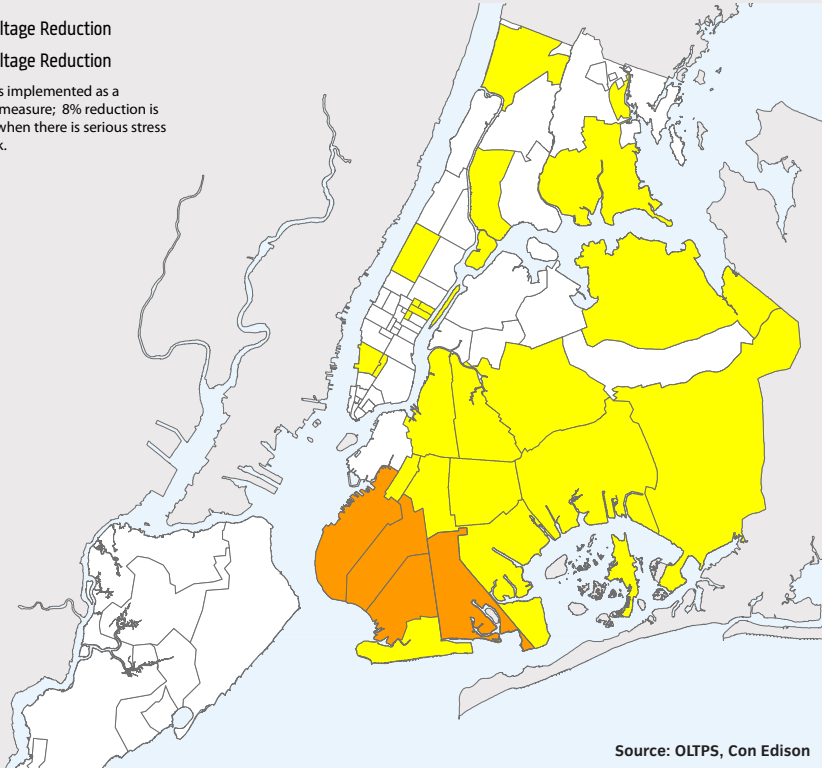 ltage Reduction
ltage Reduction
s implemented as a
measure; 8% reduction is
when there is serious stress
k.
Source: OLTPS, Con Edison